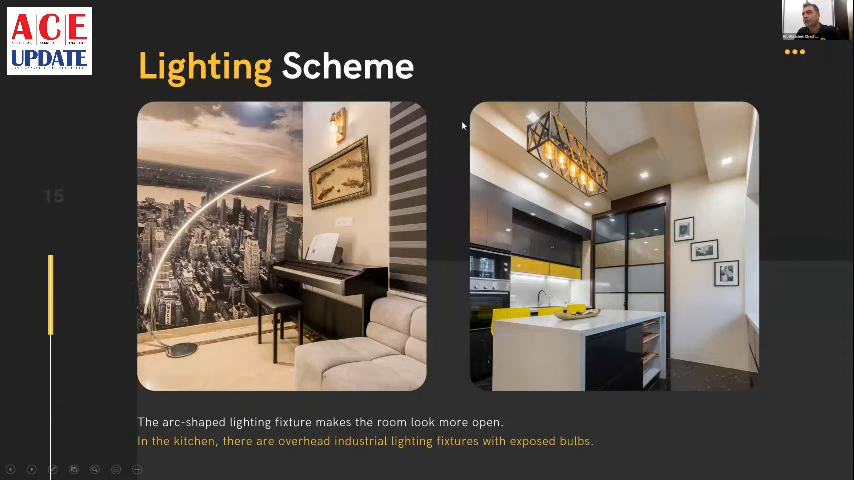 ACE
UPDATE
Lighting Scheme
15
The arc-shaped lighting fixture makes the room look more open.
In the kitchen, there are overhead industrial lighting fixtures with exposed bulbs.